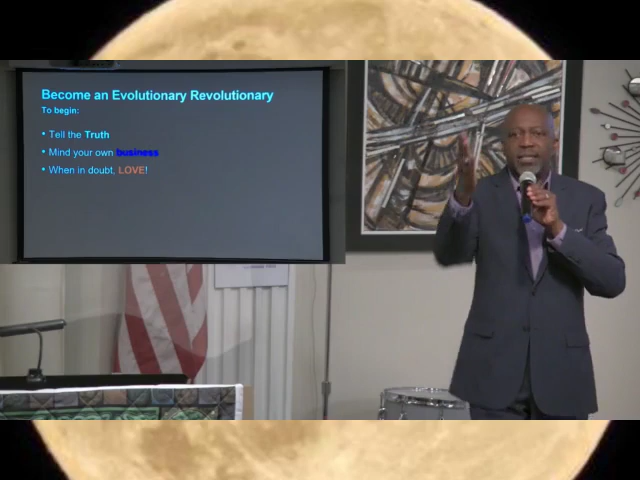 Become an Evolutionary Revolutionary
To begin:
• Tell the Truth
• Mind your own business
• When in doubt, LOVE!